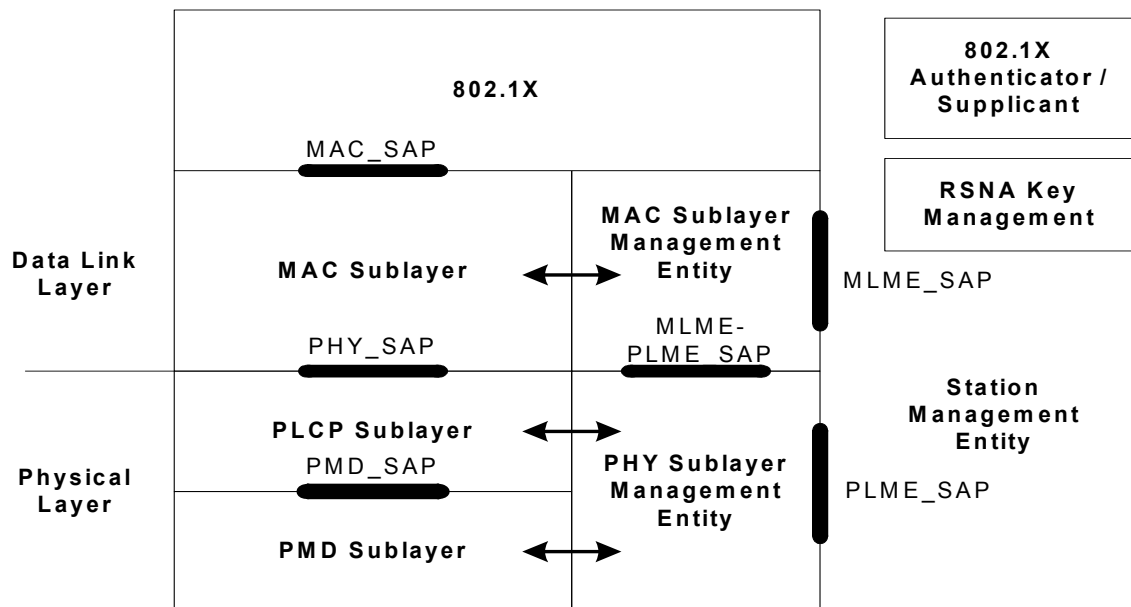 802.1X
Authenticator /
Supplicant
802.1X
MAC_SAP
RSNA Key
Management
MAC Sublayer
Management
Entity
Data Link
Layer
MAC Sublayer
MLME_SAP
MLME-
PLME_SAP
PHY_SAP
Station
Management
Entity
PLCP Sublayer
PMD_SAP
PHY Sublayer
Management
Entity
Physical
Layer
PLME_SAP
PMD Sublayer